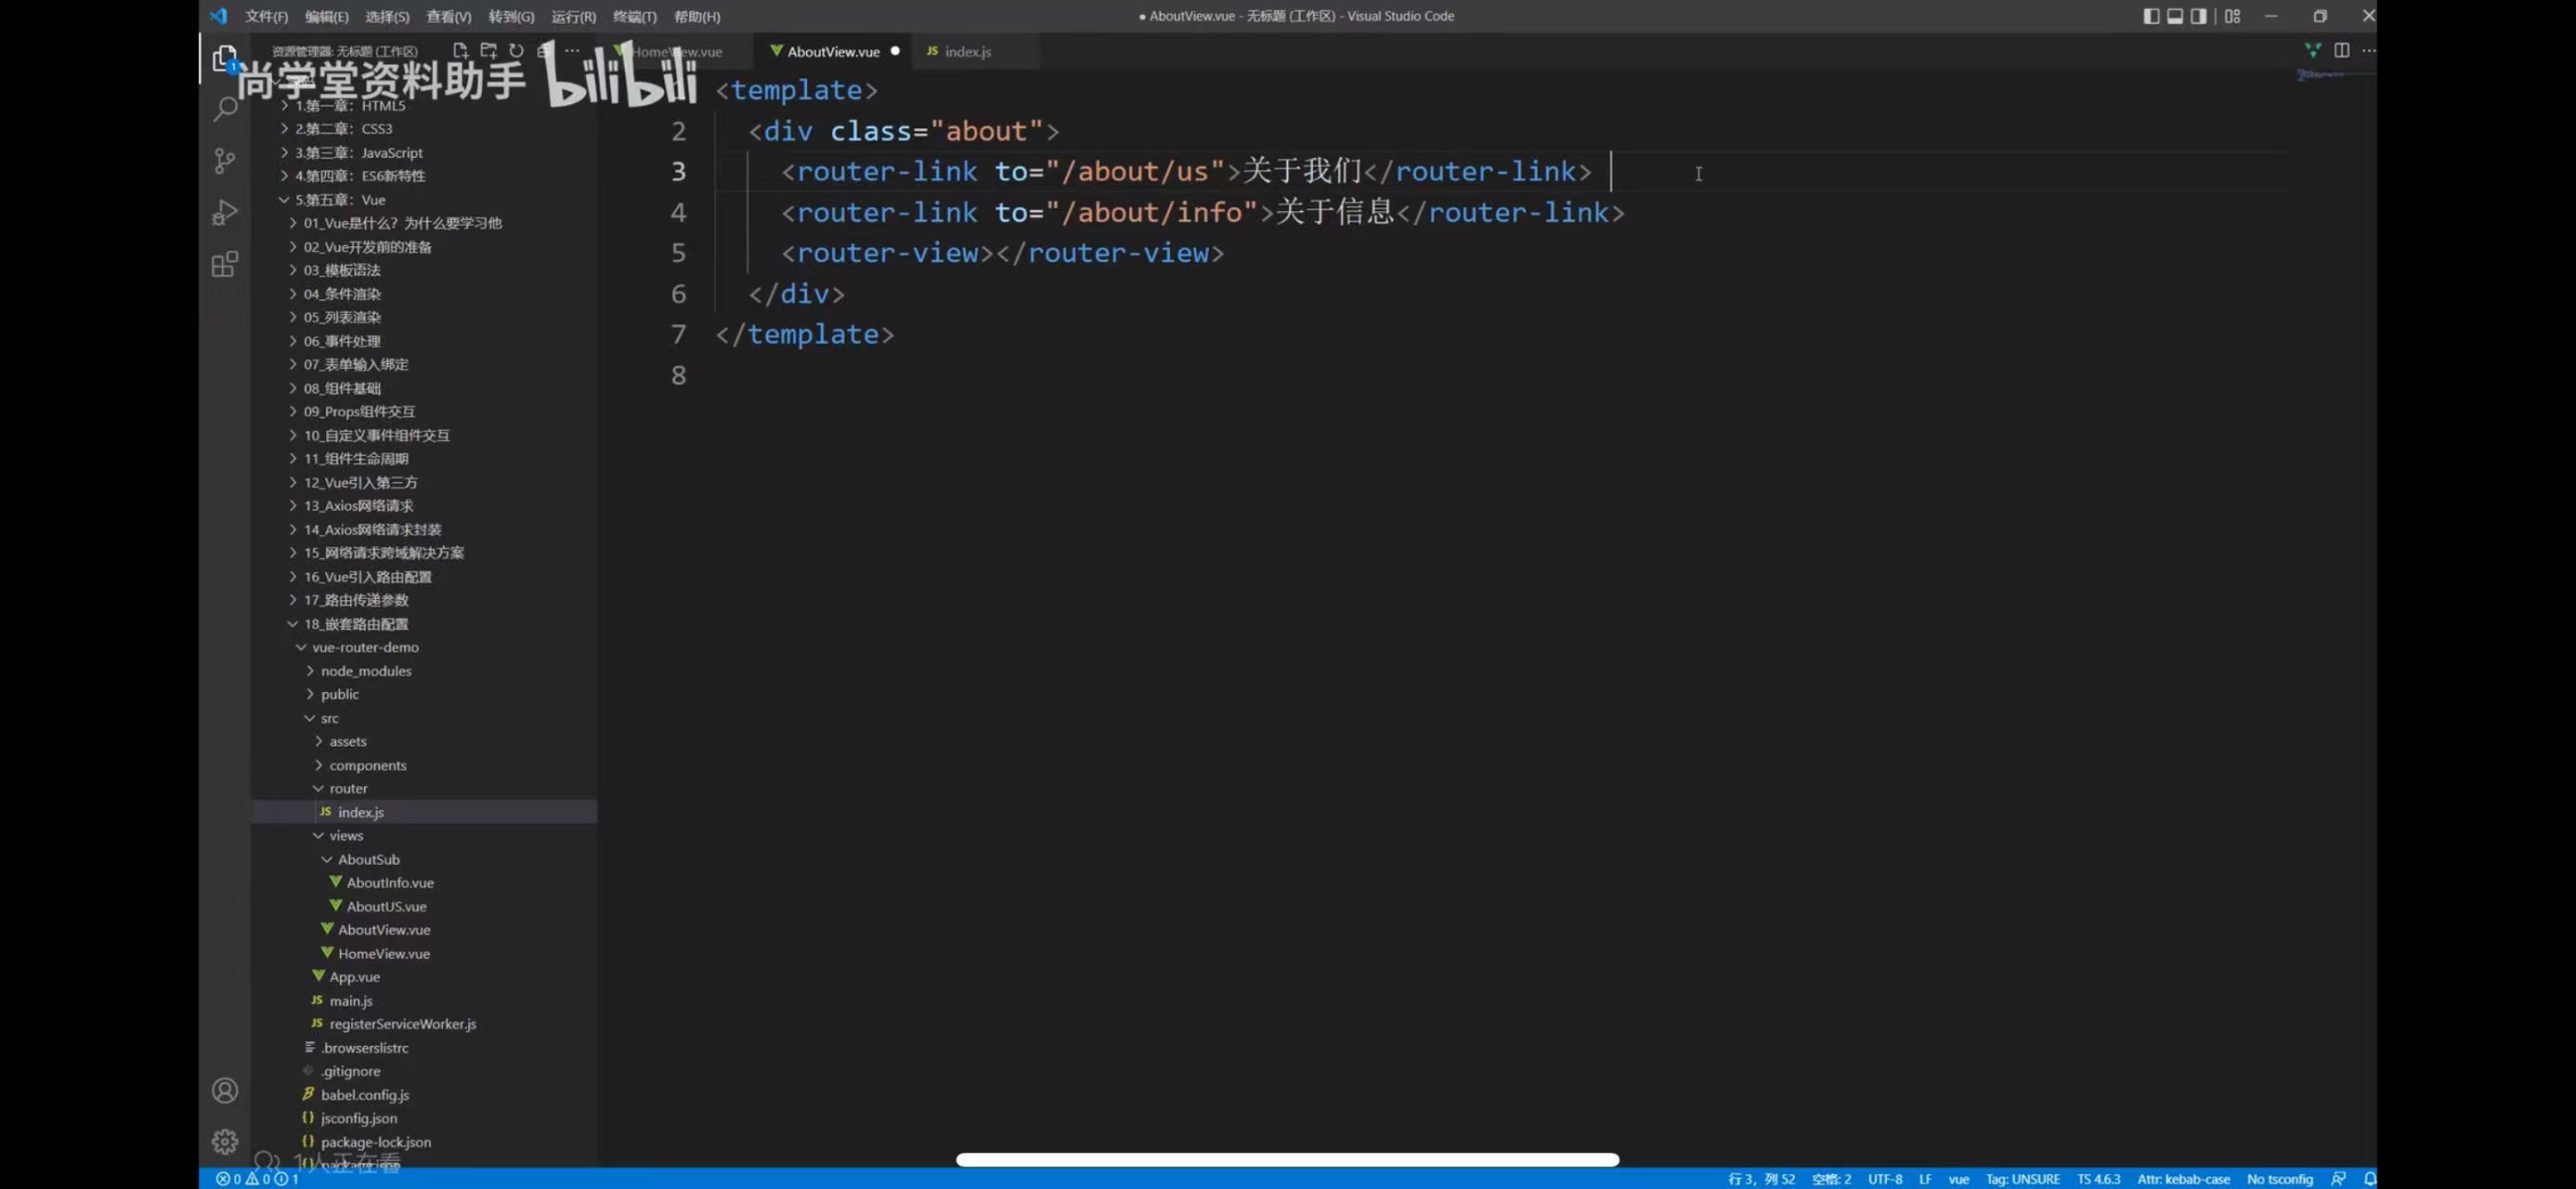 文件(F) 编辑(E) 选择(S) 查看(V) 转到(G) 运行(R) 终端(T) 帮助(H)
● AboutView.vue - 无标题 (工作区) - Visual Studio Code
资源管理器: 无标题 (工作区)
HomeView.vue
AboutView.vue
JS index.js
1
尚学堂资料助手 bilibili
1.第一章：HTML5
2.第二章：CSS3
3.第三章：JavaScript
4.第四章：ES6新特性
5.第五章：Vue
01_Vue是什么？为什么要学习他
02_Vue开发前的准备
03_模板语法
04_条件渲染
05_列表渲染
06_事件处理
07_表单输入绑定
08_组件基础
09_Props组件交互
10_自定义事件组件交互
11_组件生命周期
12_Vue引入第三方
13_Axios网络请求
14_Axios网络请求封装
15_网络请求跨域解决方案
16_Vue引入路由配置
17_路由传递参数
18_嵌套路由配置
vue-router-demo
node_modules
public
src
assets
components
router
JS index.js
views
AboutSub
AboutInfo.vue
AboutUS.vue
AboutView.vue
HomeView.vue
App.vue
JS main.js
JS registerServiceWorker.js
.browserslistrc
.gitignore
babel.config.js
{} jsconfig.json
{} package-lock.json
{} package.json
1人正在看
<template>
2 <div class="about">
3 <router-link to="/about/us">关于我们</router-link>
4 <router-link to="/about/info">关于信息</router-link>
5 <router-view></router-view>
6 </div>
7 </template>
8
0 0 1
行 3，列 52 空格: 2 UTF-8 LF vue Tag: UNSURE TS 4.6.3 Attr: kebab-case No tsconfig